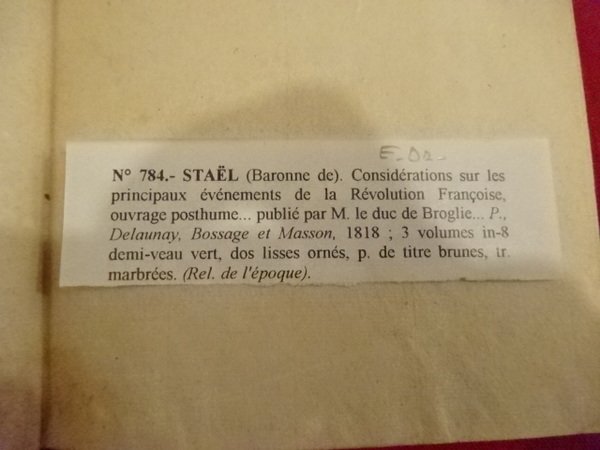 N° 784.- STAËL (Baronne de). Considérations sur les
principaux événements de la Révolution Françoise,
ouvrage posthume... publié par M. le duc de Broglie... P.,
Delaunay, Bossage et Masson, 1818 ; 3 volumes in-8
demi-veau vert, dos lisses ornés, p. de titre brunes, tr.
marbrées. (Rel. de l'époque).